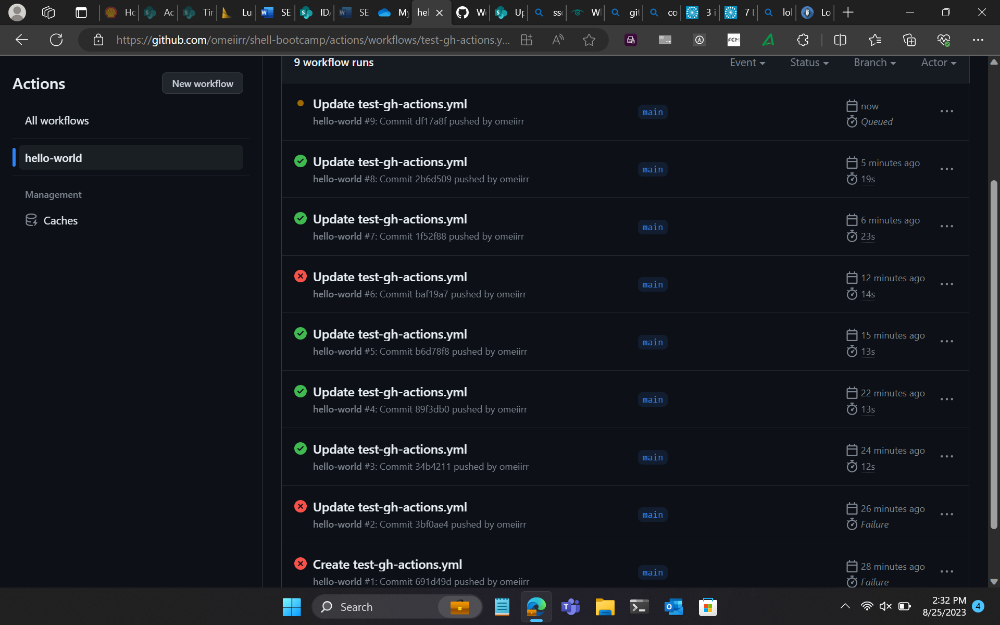 Ho
Ac
Tir
Lu
SE
ID
SE
My
hel
We
Up
sso
Wl
git
co
3 i
7 l
lol
Lo
https://github.com/omeiirr/shell-bootcamp/actions/workflows/test-gh-actions.y...
Actions
New workflow
All workflows
hello-world
Management
Caches
9 workflow runs
Event
Status
Branch
Actor
Update test-gh-actions.yml
main
now
hello-world #9: Commit df17a8f pushed by omeiirr
Queued
Update test-gh-actions.yml
main
5 minutes ago
hello-world #8: Commit 2b6d509 pushed by omeiirr
19s
Update test-gh-actions.yml
main
6 minutes ago
hello-world #7: Commit 1f52f88 pushed by omeiirr
23s
Update test-gh-actions.yml
main
12 minutes ago
hello-world #6: Commit baf19a7 pushed by omeiirr
14s
Update test-gh-actions.yml
main
15 minutes ago
hello-world #5: Commit b6d78f8 pushed by omeiirr
13s
Update test-gh-actions.yml
main
22 minutes ago
hello-world #4: Commit 89f3db0 pushed by omeiirr
13s
Update test-gh-actions.yml
main
24 minutes ago
hello-world #3: Commit 34b4211 pushed by omeiirr
12s
Update test-gh-actions.yml
main
26 minutes ago
hello-world #2: Commit 3bf0ae4 pushed by omeiirr
Failure
Create test-gh-actions.yml
main
28 minutes ago
hello-world #1: Commit 691d49d pushed by omeiirr
Failure
Search
2:32 PM
8/25/2023
4